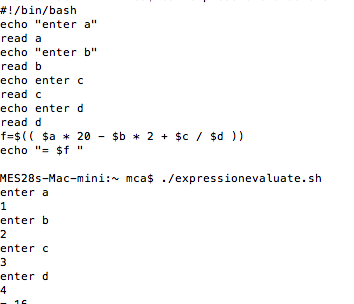 #!/bin/bash
echo "enter a"
read a
echo "enter b"
read b
echo enter c
read c
echo enter d
read d
f=$(( $a * 20 - $b * 2 + $c / $d ))
echo "= $f "
MES28s-Mac-mini:~ mca$ ./expressionevaluate.sh
enter a
1
enter b
2
enter c
3
enter d
4
= 16